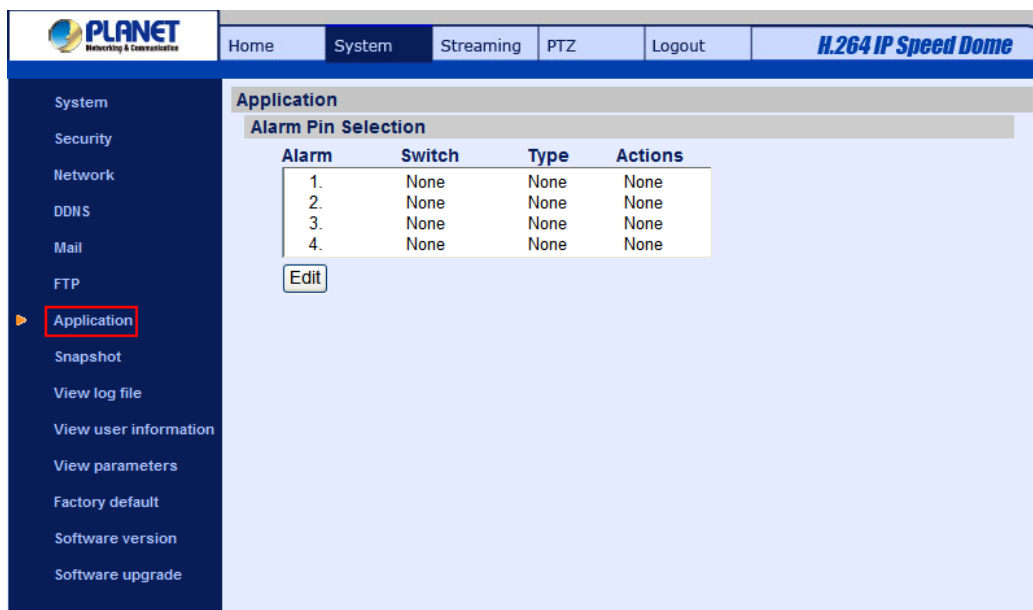 PLANET
Networking & Communication
Home System Streaming PTZ Logout H.264 IP Speed Dome
System
Security
Network
DDNS
Mail
FTP
Application
Snapshot
View log file
View user information
View parameters
Factory default
Software version
Software upgrade
Application
Alarm Pin Selection
Alarm Switch Type Actions
1. None None None
2. None None None
3. None None None
4. None None None
Edit